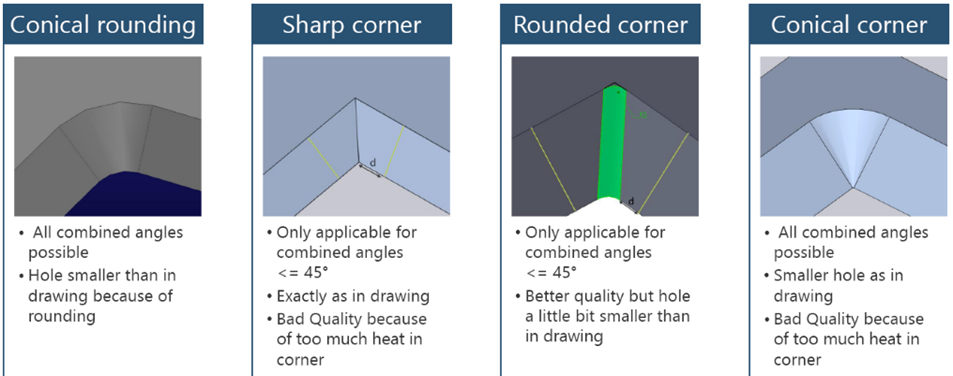 Conical rounding
• All combined angles
possible
• Hole smaller than in
drawing because of
rounding
Sharp corner
d
• Only applicable for
combined angles
<= 45°
• Exactly as in drawing
• Bad Quality because
of too much heat in
corner
Rounded corner
d
• Only applicable for
combined angles
<= 45°
• Better quality but hole
a little bit smaller than
in drawing
Conical corner
• All combined angles
possible
• Smaller hole as in
drawing
• Bad Quality because
of too much heat in
corner